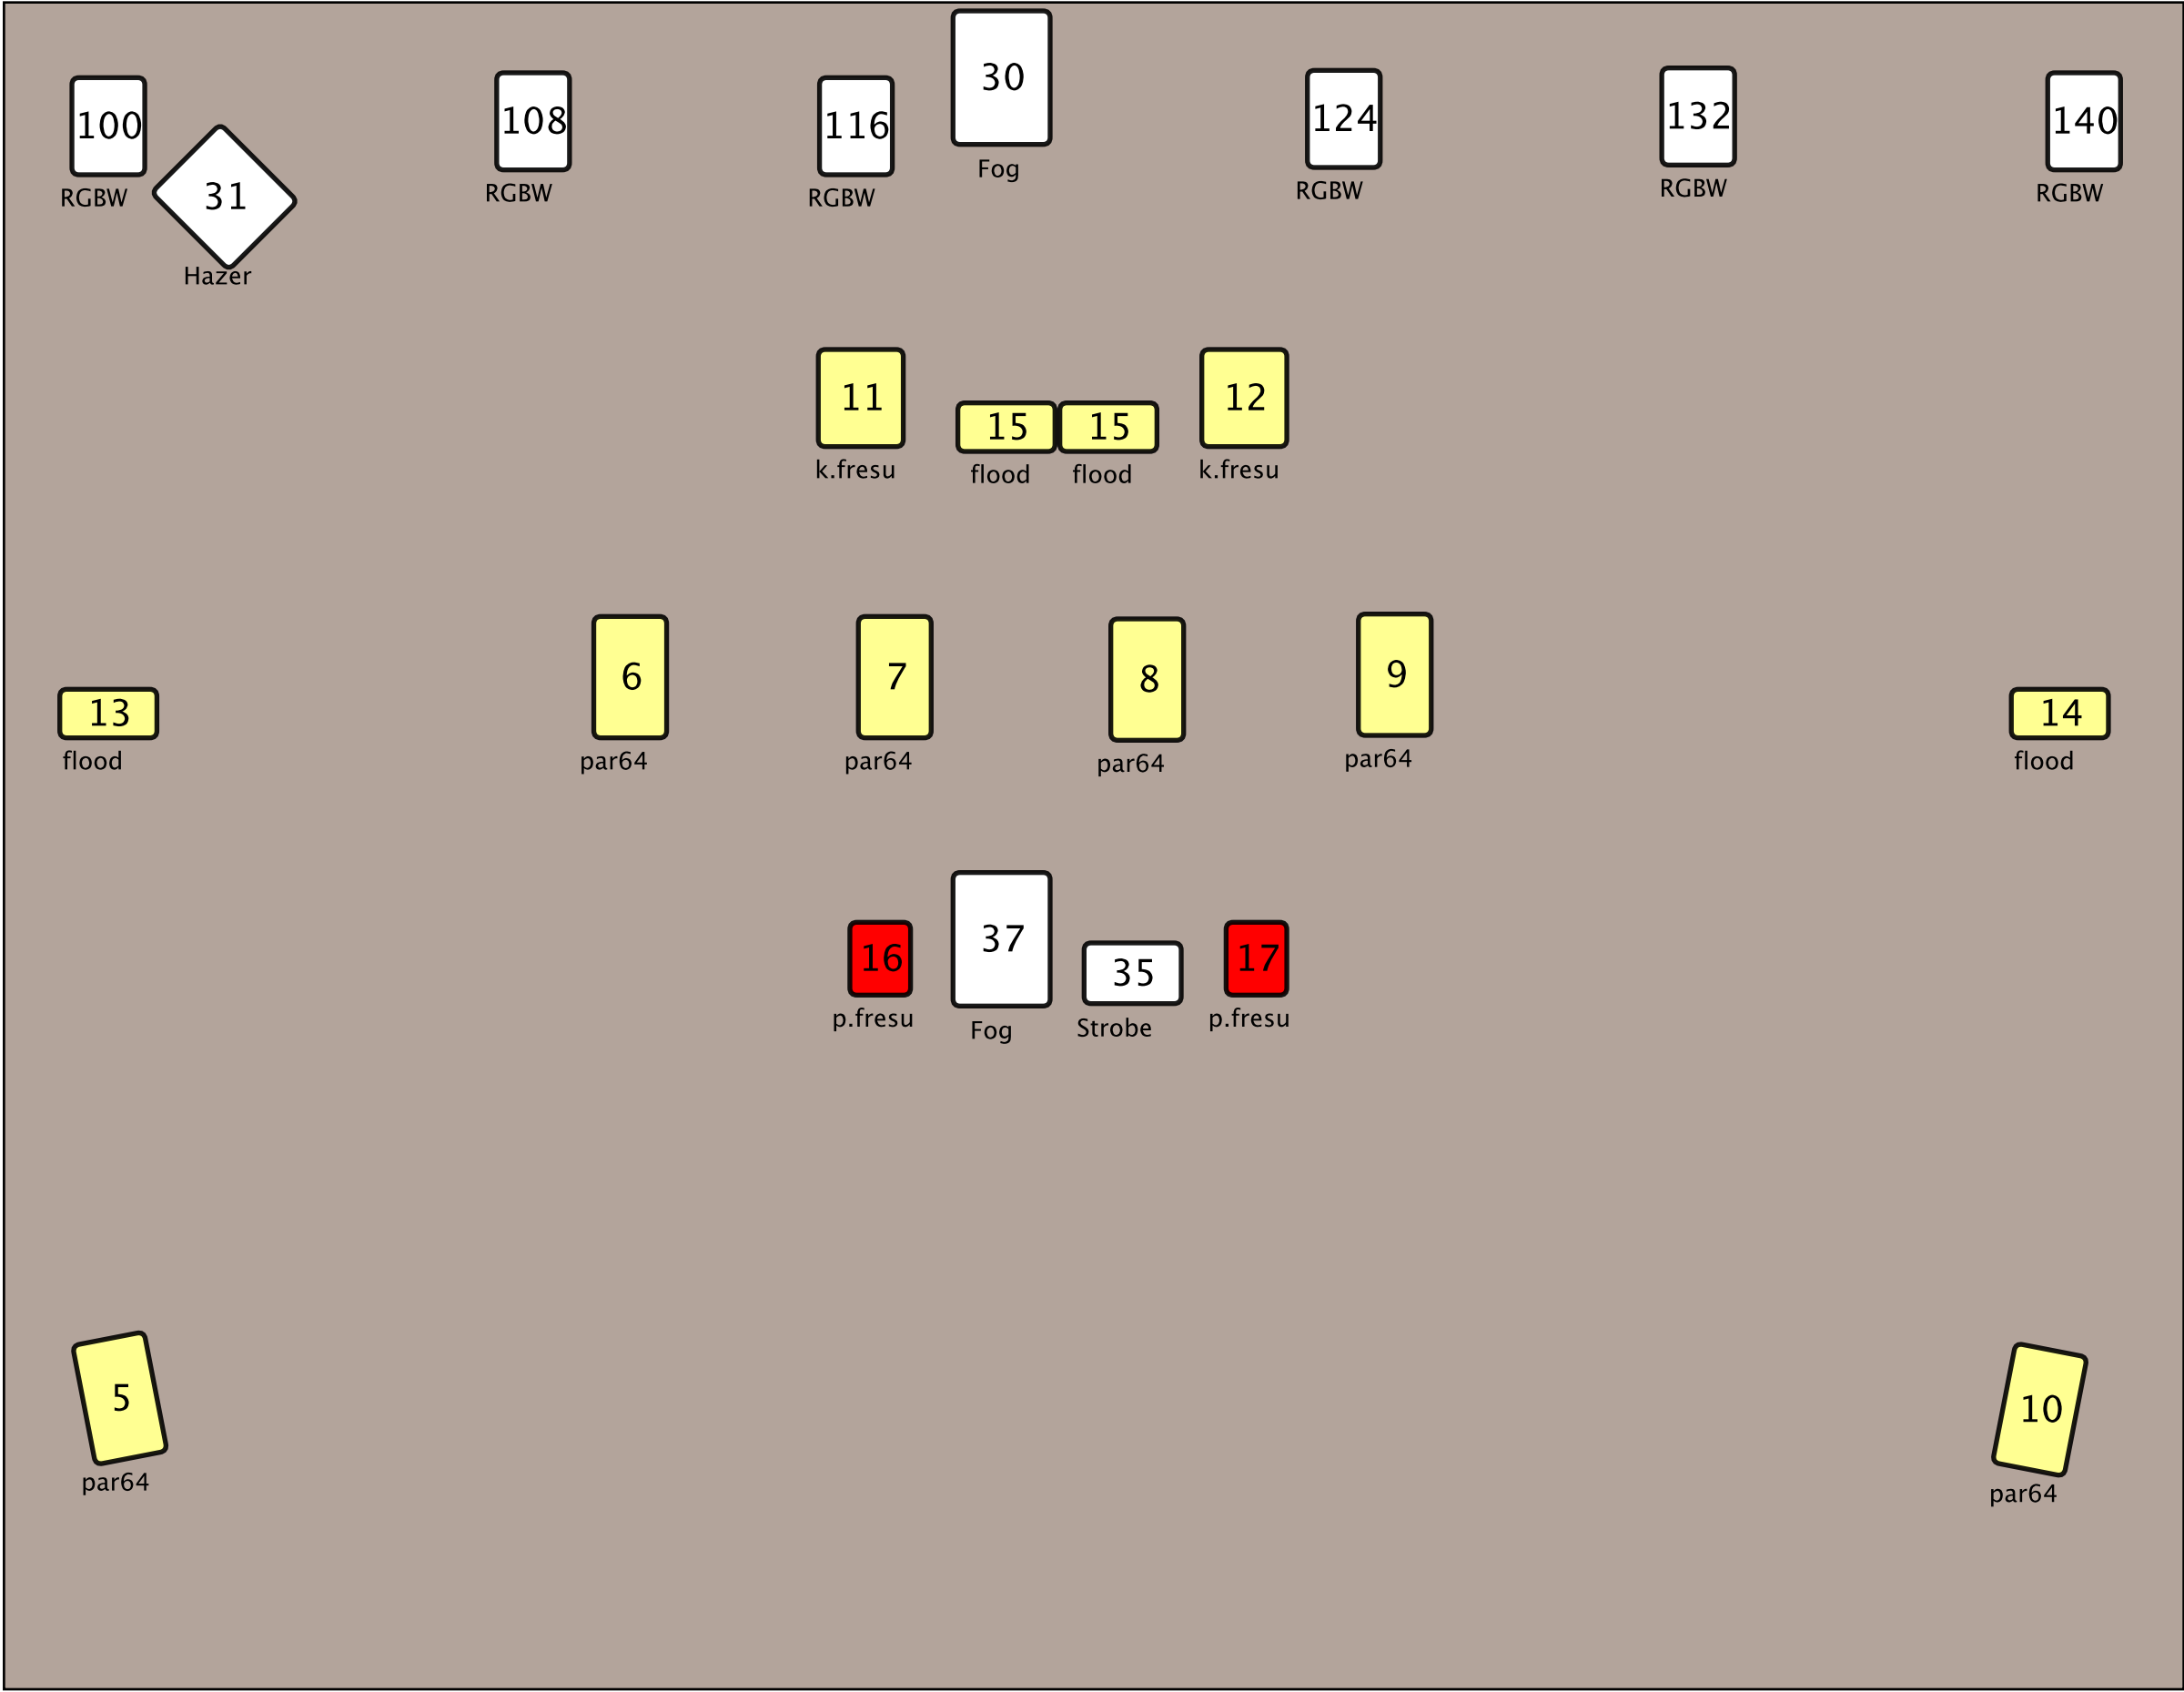 30
100
108
116
124
132
140
Fog
RGBW
31
RGBW
RGBW
RGBW
RGBW
RGBW
Hazer
11
15
15
12
k.fresu
flood
flood
k.fresu
6
7
8
9
13
14
flood
par64
par64
par64
par64
flood
16
37
35
17
p.fresu
Fog
Strobe
p.fresu
5
10
par64
par64